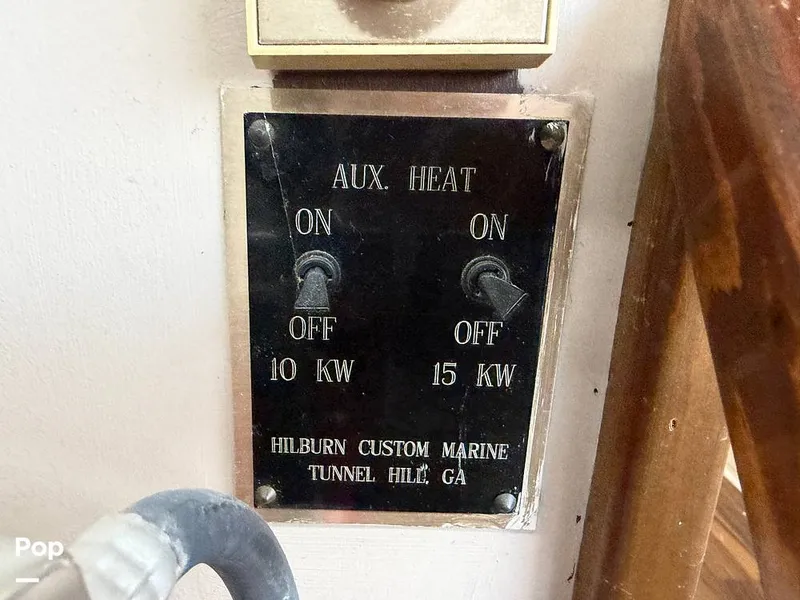 AUX. HEAT
ON ON
OFF OFF
10 KW 15 KW
HILBURN CUSTOM MARINE
TUNNEL HILL, GA
Pop